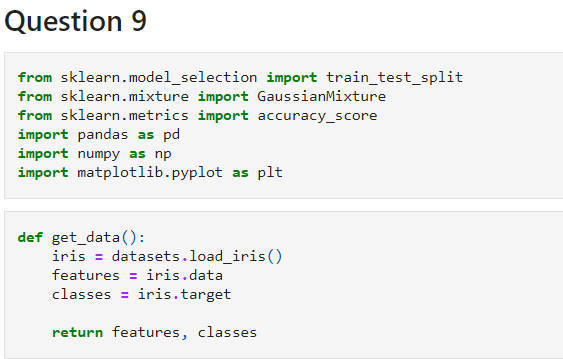 Question 9
from sklearn.model_selection import train_test_split
from sklearn.mixture import GaussianMixture
from sklearn.metrics import accuracy_score
import pandas as pd
import numpy as np
import matplotlib.pyplot as plt
def get_data():
    iris = datasets.load_iris()
    features = iris.data
    classes = iris.target
    return features, classes